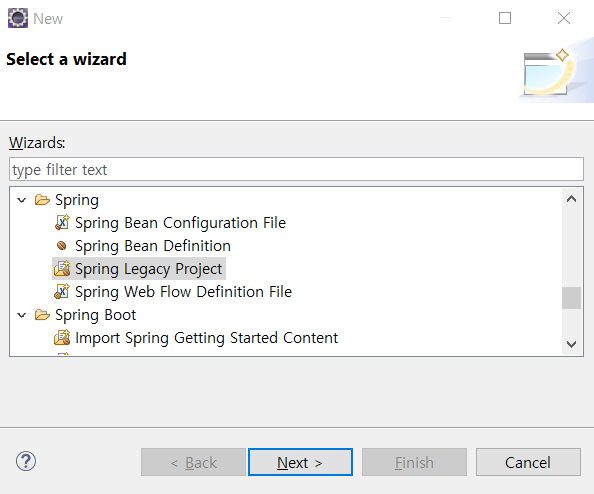 New
Select a wizard
Wizards:
type filter text
Spring
Spring Bean Configuration File
Spring Bean Definition
Spring Legacy Project
Spring Web Flow Definition File
Spring Boot
Import Spring Getting Started Content
? < Back Next > Finish Cancel